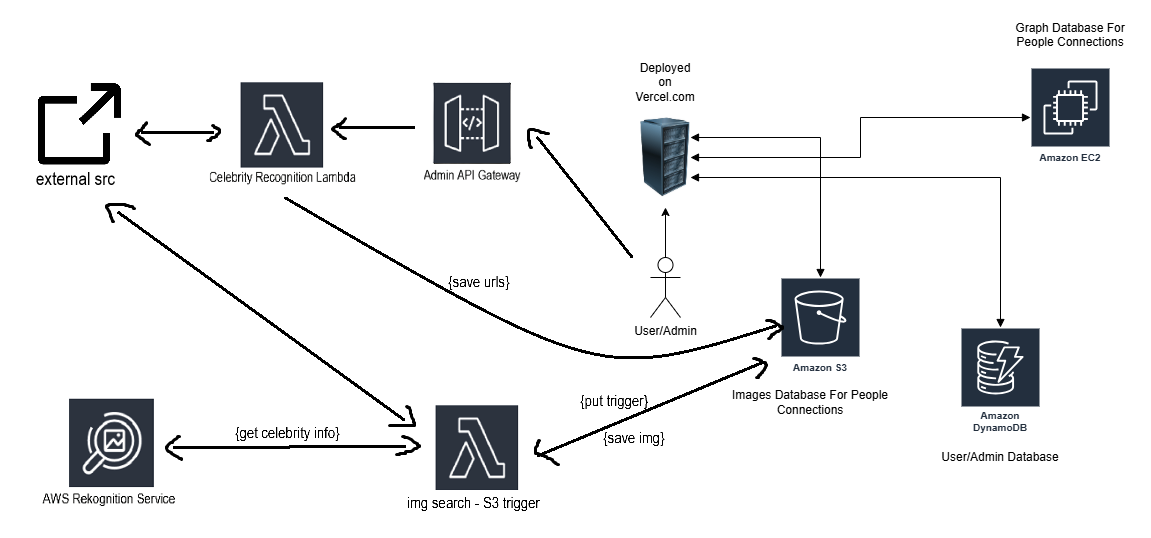 Graph Database For
People Connections
Deployed
on
Vercel.com
</>
Amazon EC2
external src
Celebrity Recognition Lambda
Admin API Gateway
{save urls}
User/Admin
Amazon S3
Images Database For People
Connections
{put trigger}
{save img}
Amazon
DynamoDB
User/Admin Database
{get celebrity info}
AWS Rekognition Service
img search - S3 trigger